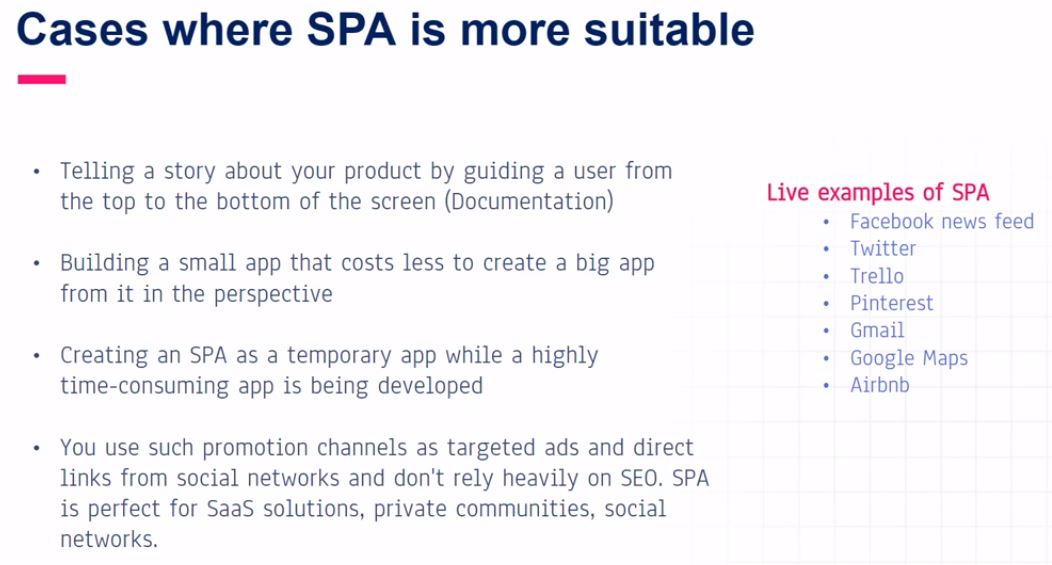 Cases where SPA is more suitable
• Telling a story about your product by guiding a user from
the top to the bottom of the screen (Documentation)
• Building a small app that costs less to create a big app
from it in the perspective
• Creating an SPA as a temporary app while a highly
time-consuming app is being developed
• You use such promotion channels as targeted ads and direct
links from social networks and don't rely heavily on SEO. SPA
is perfect for SaaS solutions, private communities, social
networks.
Live examples of SPA
• Facebook news feed
• Twitter
• Trello
• Pinterest
• Gmail
• Google Maps
• Airbnb